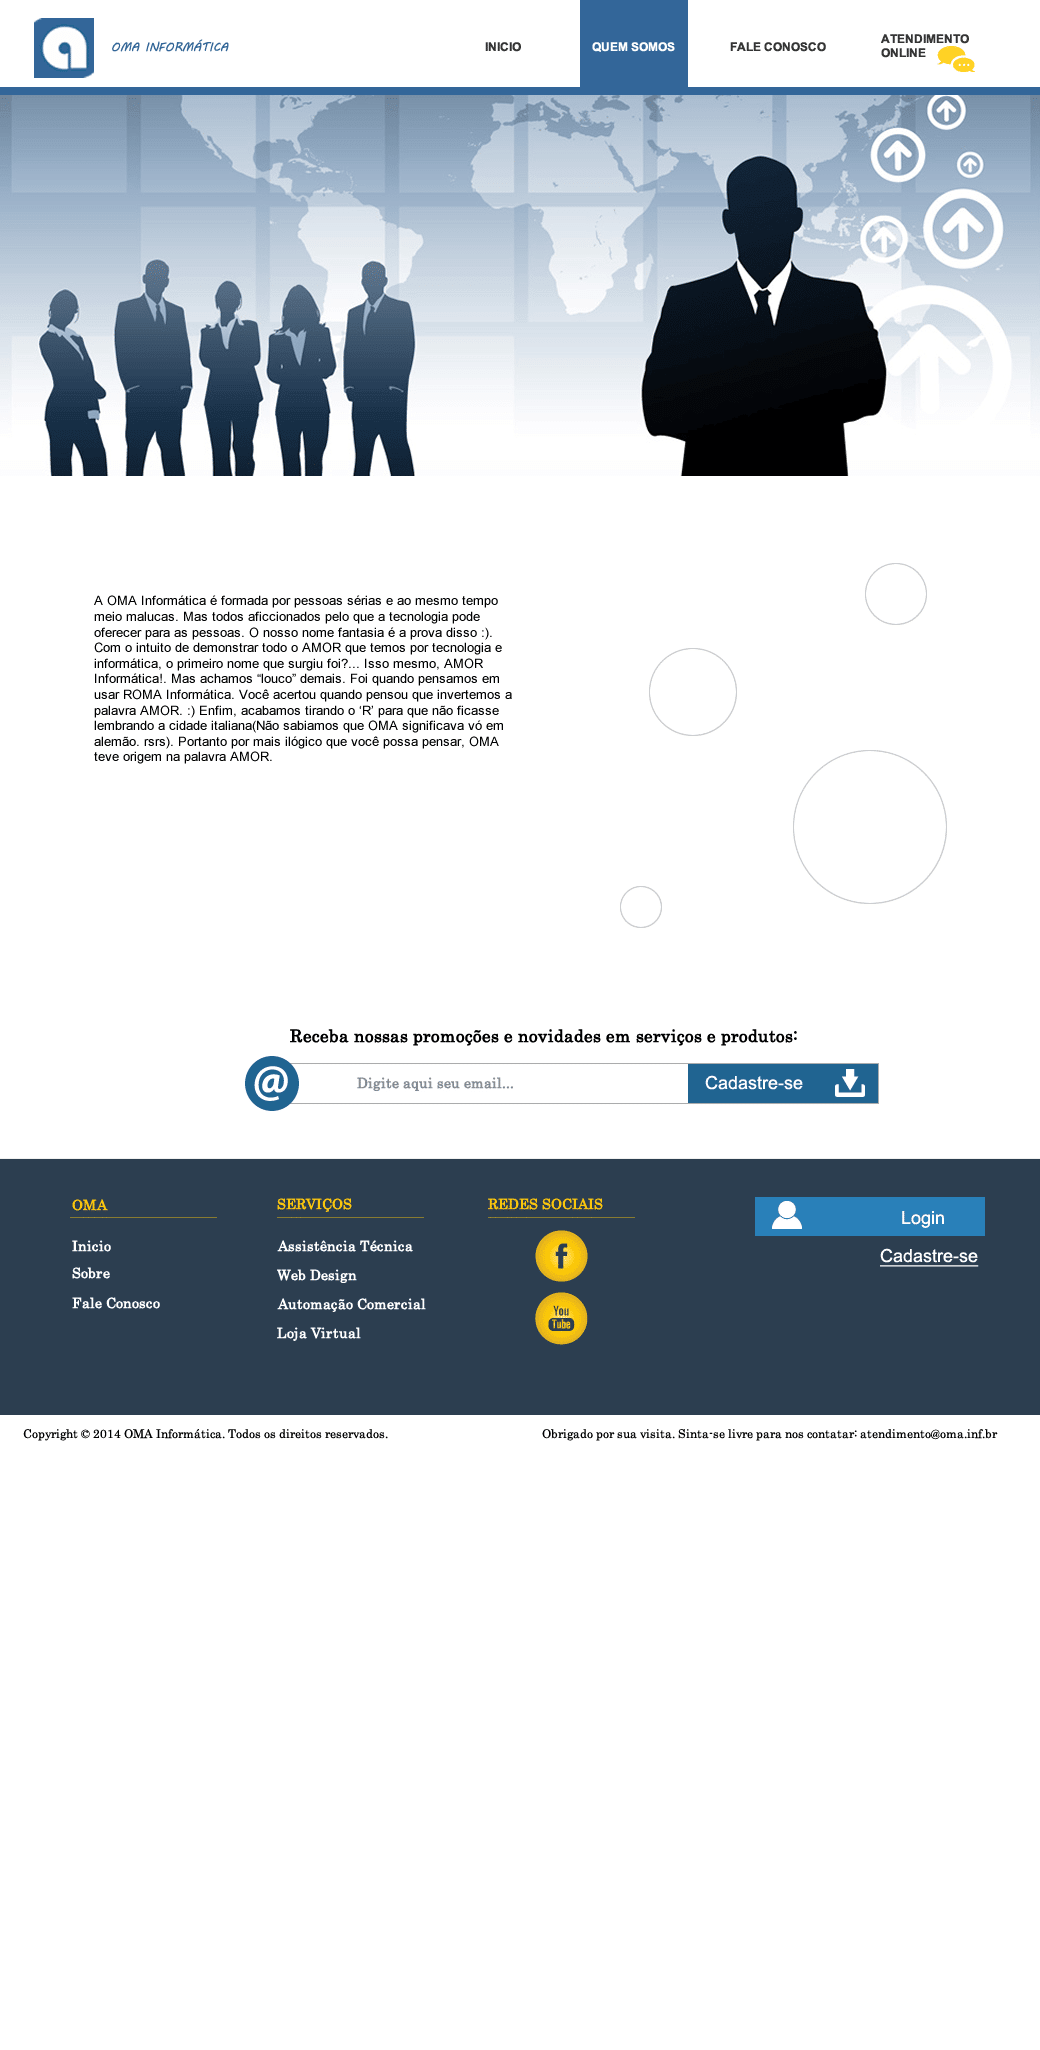 OMA INFORMÁTICA
INICIO
QUEM SOMOS
FALE CONOSCO
ATENDIMENTO
ONLINE
A OMA Informática é formada por pessoas sérias e ao mesmo tempo
meio malucas. Mas todos aficcionados pelo que a tecnologia pode
oferecer para as pessoas. O nosso nome fantasia é a prova disso :).
Com o intuito de demonstrar todo o AMOR que temos por tecnologia e
informática, o primeiro nome que surgiu foi?... Isso mesmo, AMOR
Informática!. Mas achamos “louco” demais. Foi quando pensamos em
usar ROMA Informática. Você acertou quando pensou que invertemos a
palavra AMOR. :) Enfim, acabamos tirando o ‘R’ para que não ficasse
lembrando a cidade italiana(Não sabiamos que OMA significava vó em
alemão. rsrs). Portanto por mais ilógico que você possa pensar, OMA
teve origem na palavra AMOR.
Receba nossas promoções e novidades em serviços e produtos:
@
Digite aqui seu email...
Cadastre-se
OMA
Inicio
Sobre
Fale Conosco
SERVIÇOS
Assistência Técnica
Web Design
Automação Comercial
Loja Virtual
REDES SOCIAIS
f
You
Tube
Login
Cadastre-se
Copyright © 2014 OMA Informática. Todos os direitos reservados.
Obrigado por sua visita. Sinta-se livre para nos contatar: atendimento@oma.inf.br